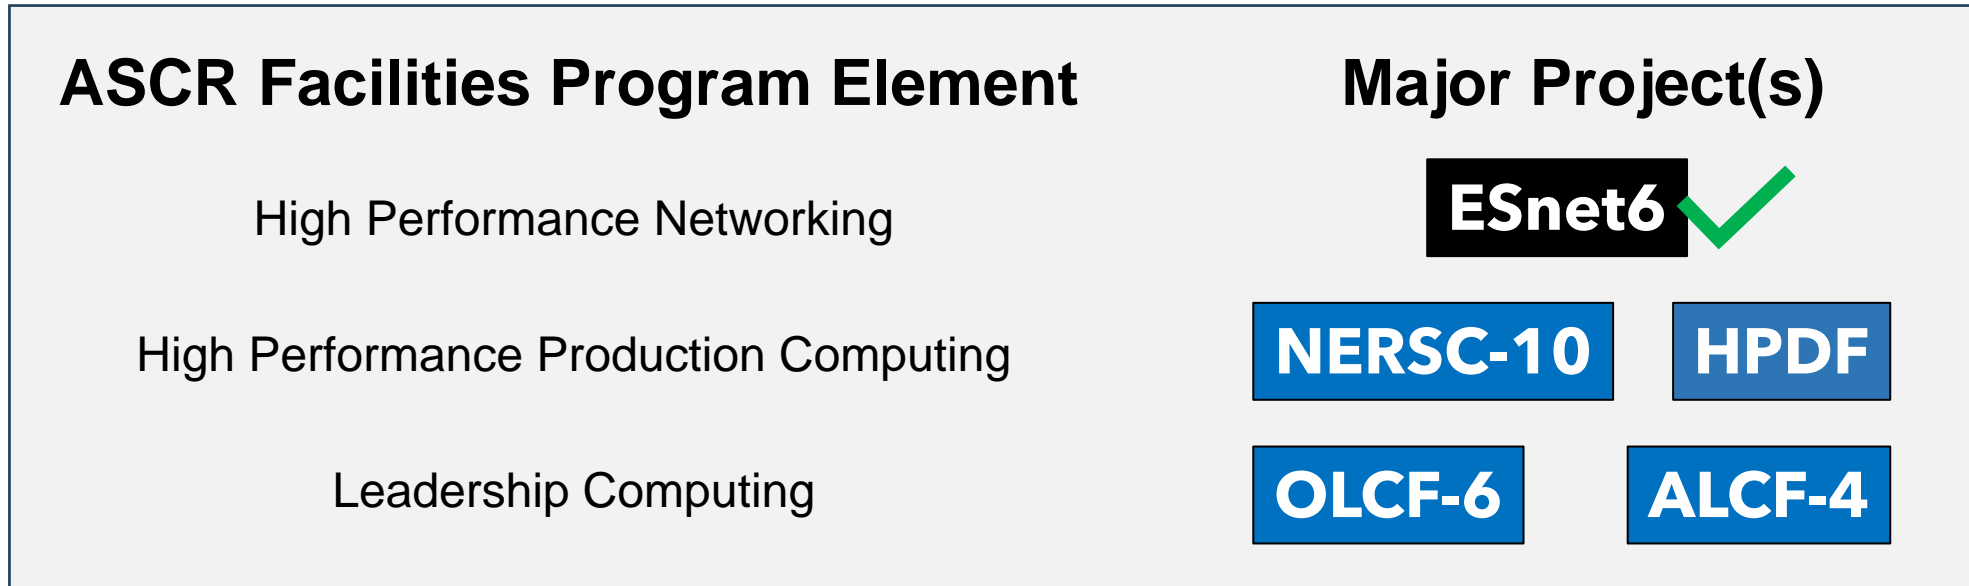 ASCR Facilities Program Element Major Project(s)
High Performance Networking ESnet6
High Performance Production Computing NERSC-10 HPDF
Leadership Computing OLCF-6 ALCF-4